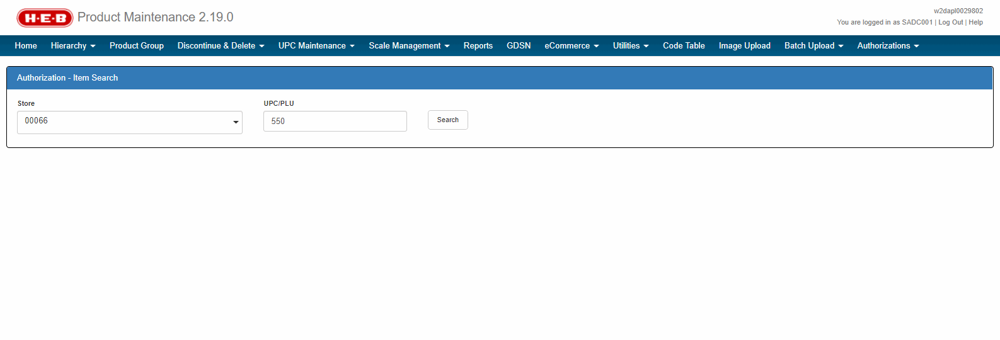 H-E-B Product Maintenance 2.19.0
w2dapl0029802
You are logged in as SADC001 | Log Out | Help
Home Hierarchy Product Group Discontinue & Delete UPC Maintenance Scale Management Reports GDSN eCommerce Utilities Code Table Image Upload Batch Upload Authorizations
Authorization - Item Search
Store UPC/PLU
00066 550 Search